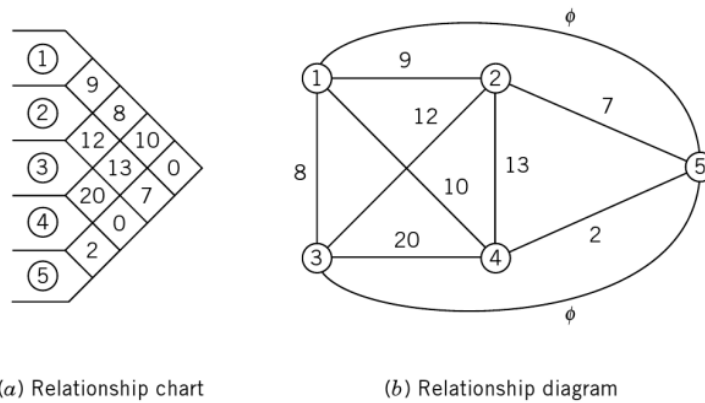 ϕ
1 9 2
1
9
2 8
12 10
3 13 0
20 7
4 0
2
5
12
7
8
10
13
5
20
3 4
2
ϕ
(a) Relationship chart
(b) Relationship diagram